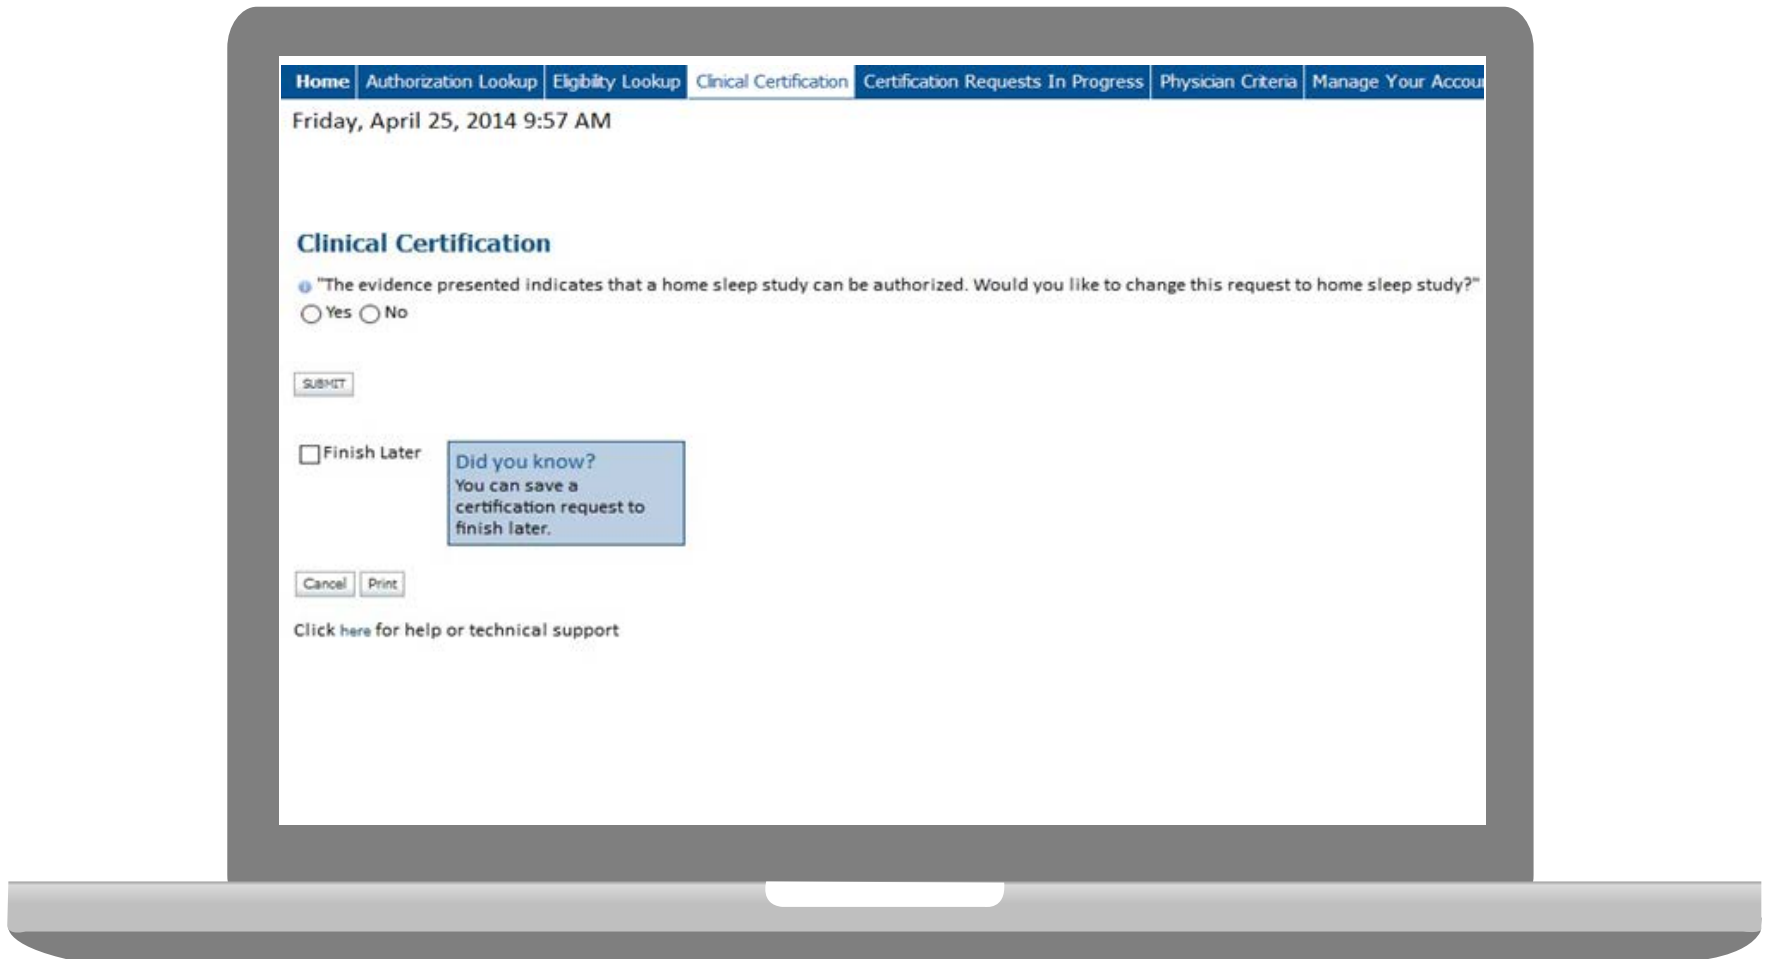 Home Authorization Lookup Eligibility Lookup Clinical Certification Certification Requests In Progress Physician Criteria Manage Your Accou
Friday, April 25, 2014 9:57 AM
Clinical Certification
"The evidence presented indicates that a home sleep study can be authorized. Would you like to change this request to home sleep study?"
Yes No
SUBMIT
Finish Later
Did you know?
You can save a
certification request to
finish later.
Cancel Print
Click here for help or technical support